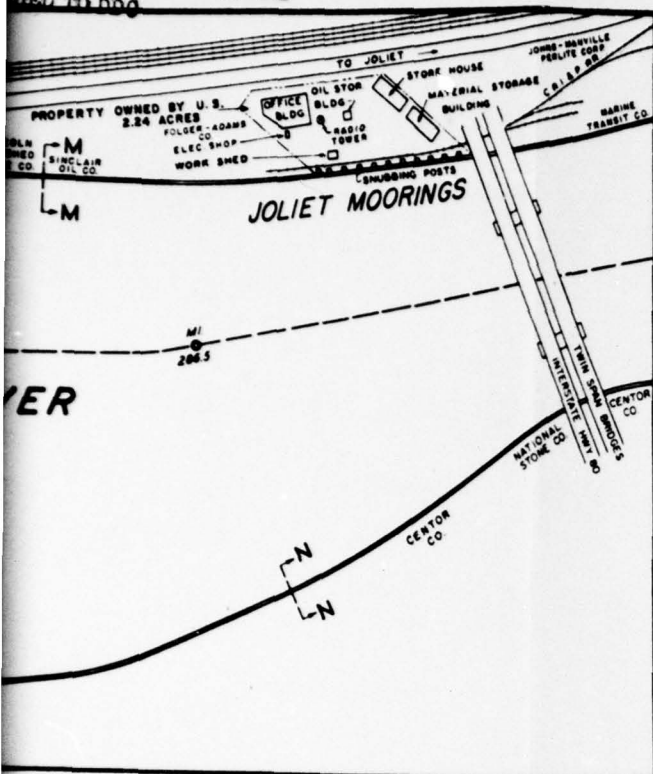 TO JOLIET
JOHNS-MANVILLE
PERLITE CORP.
STORE HOUSE
C R I & P RR
MATERIAL STORAGE
BUILDING
OIL STOR
BLDG
OFFICE
BLDG
PROPERTY OWNED BY U.S.
2.24 ACRES
FOLGER-ADAMS
CO.
ELEC SHOP
RADIO
TOWER
WORK SHED
MARINE
TRANSIT CO.
M
SINCLAIR
OIL CO.
M
SNUBBING POSTS
JOLIET MOORINGS
MI.
286.5
VER
INTERSTATE HWY 80
TWIN SPAN BRIDGES
CENTOR
CO.
NATIONAL
STONE CO.
CENTOR
CO.
N
N